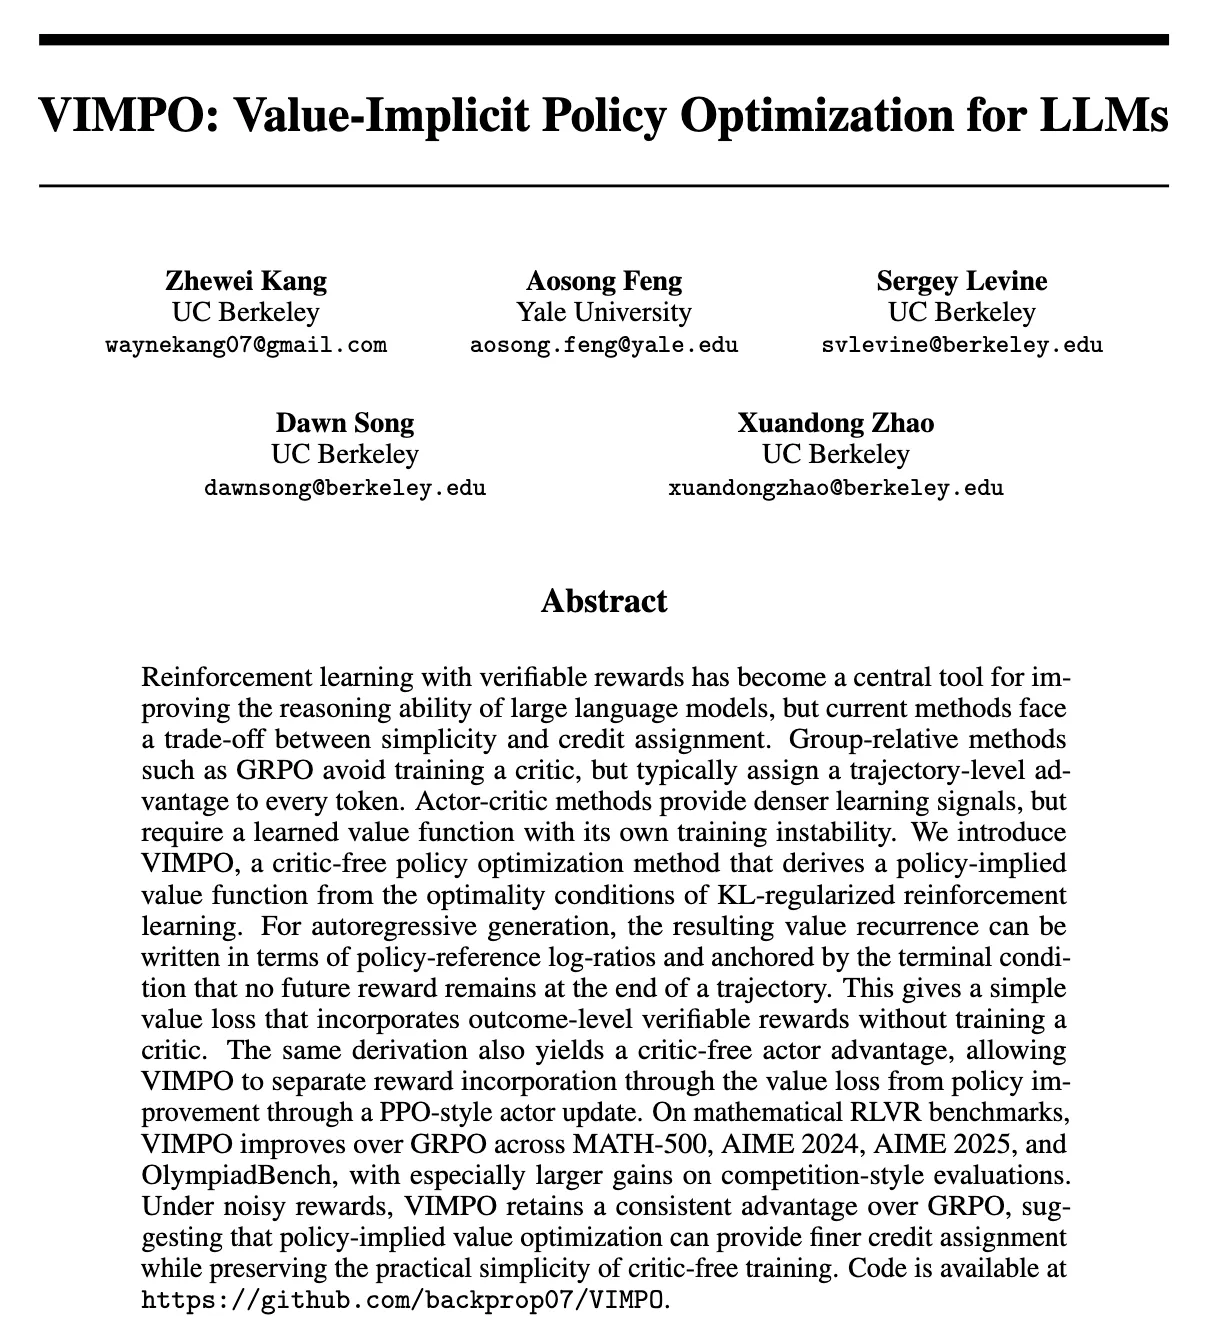 VIMPO: Value-Implicit Policy Optimization for LLMs
Zhewei Kang
UC Berkeley
waynekang07@gmail.com
Aosong Feng
Yale University
aosong.feng@yale.edu
Sergey Levine
UC Berkeley
svlevine@berkeley.edu
Dawn Song
UC Berkeley
dawnsong@berkeley.edu
Xuandong Zhao
UC Berkeley
xuandongzhao@berkeley.edu
Abstract
Reinforcement learning with verifiable rewards has become a central tool for im-
proving the reasoning ability of large language models, but current methods face
a trade-off between simplicity and credit assignment. Group-relative methods
such as GRPO avoid training a critic, but typically assign a trajectory-level ad-
vantage to every token. Actor-critic methods provide denser learning signals, but
require a learned value function with its own training instability. We introduce
VIMPO, a critic-free policy optimization method that derives a policy-implied
value function from the optimality conditions of KL-regularized reinforcement
learning. For autoregressive generation, the resulting value recurrence can be
written in terms of policy-reference log-ratios and anchored by the terminal condi-
tion that no future reward remains at the end of a trajectory. This gives a simple
value loss that incorporates outcome-level verifiable rewards without training a
critic. The same derivation also yields a critic-free actor advantage, allowing
VIMPO to separate reward incorporation through the value loss from policy im-
provement through a PPO-style actor update. On mathematical RLVR benchmarks,
VIMPO improves over GRPO across MATH-500, AIME 2024, AIME 2025, and
OlympiadBench, with especially larger gains on competition-style evaluations.
Under noisy rewards, VIMPO retains a consistent advantage over GRPO, sug-
gesting that policy-implied value optimization can provide finer credit assignment
while preserving the practical simplicity of critic-free training. Code is available at
https://github.com/backprop07/VIMPO.